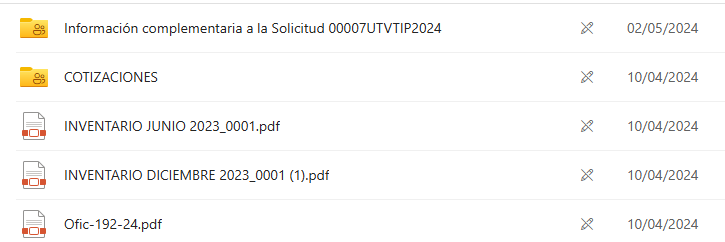 Información complementaria a la Solicitud 00007UTVTIP2024 02/05/2024
COTIZACIONES 10/04/2024
INVENTARIO JUNIO 2023_0001.pdf 10/04/2024
INVENTARIO DICIEMBRE 2023_0001 (1).pdf 10/04/2024
Ofic-192-24.pdf 10/04/2024